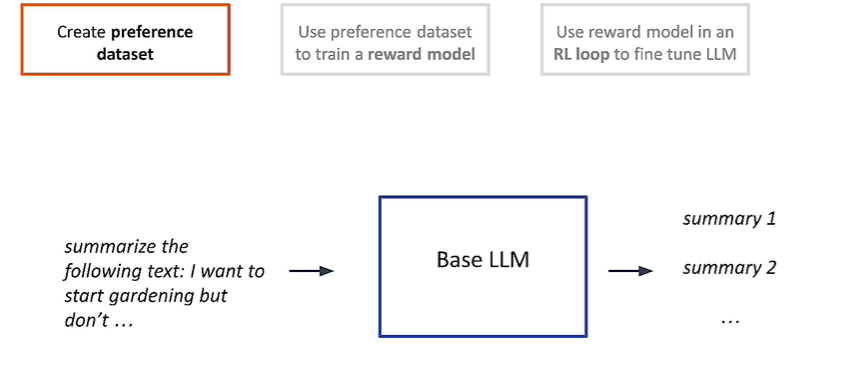 Create preference
dataset
Use preference dataset
to train a reward model
Use reward model in an
RL loop to fine tune LLM
summarize the
following text: I want to
start gardening but
don't ...
Base LLM
summary 1
summary 2
...